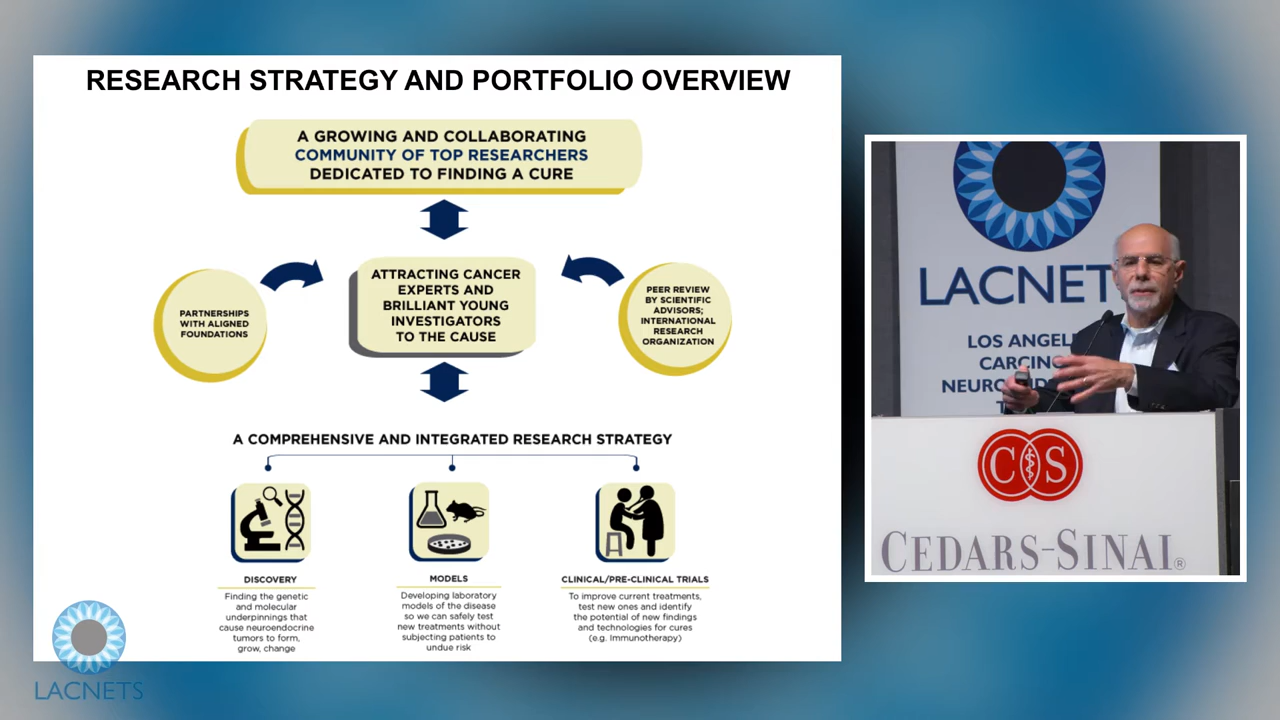 RESEARCH STRATEGY AND PORTFOLIO OVERVIEW
A GROWING AND COLLABORATING
COMMUNITY OF TOP RESEARCHERS
DEDICATED TO FINDING A CURE
PARTNERSHIPS
WITH ALIGNED
FOUNDATIONS
ATTRACTING CANCER
EXPERTS AND
BRILLIANT YOUNG
INVESTIGATORS
TO THE CAUSE
PEER REVIEW
BY SCIENTIFIC
ADVISORS;
INTERNATIONAL
RESEARCH
ORGANIZATION
A COMPREHENSIVE AND INTEGRATED RESEARCH STRATEGY
DISCOVERY
Finding the genetic
and molecular
underpinnings that
cause neuroendocrine
tumors to form,
grow, change
MODELS
Developing laboratory
models of the disease
so we can safely test
new treatments without
subjecting patients to
undue risk
CLINICAL/PRE-CLINICAL TRIALS
To improve current treatments,
test new ones and identify
the potential of new findings
and technologies for cures
(e.g. Immunotherapy)
LACNETS
LACNET
LOS ANGEL
CARCINO
NEURO
CS
CEDARS-SINAI®